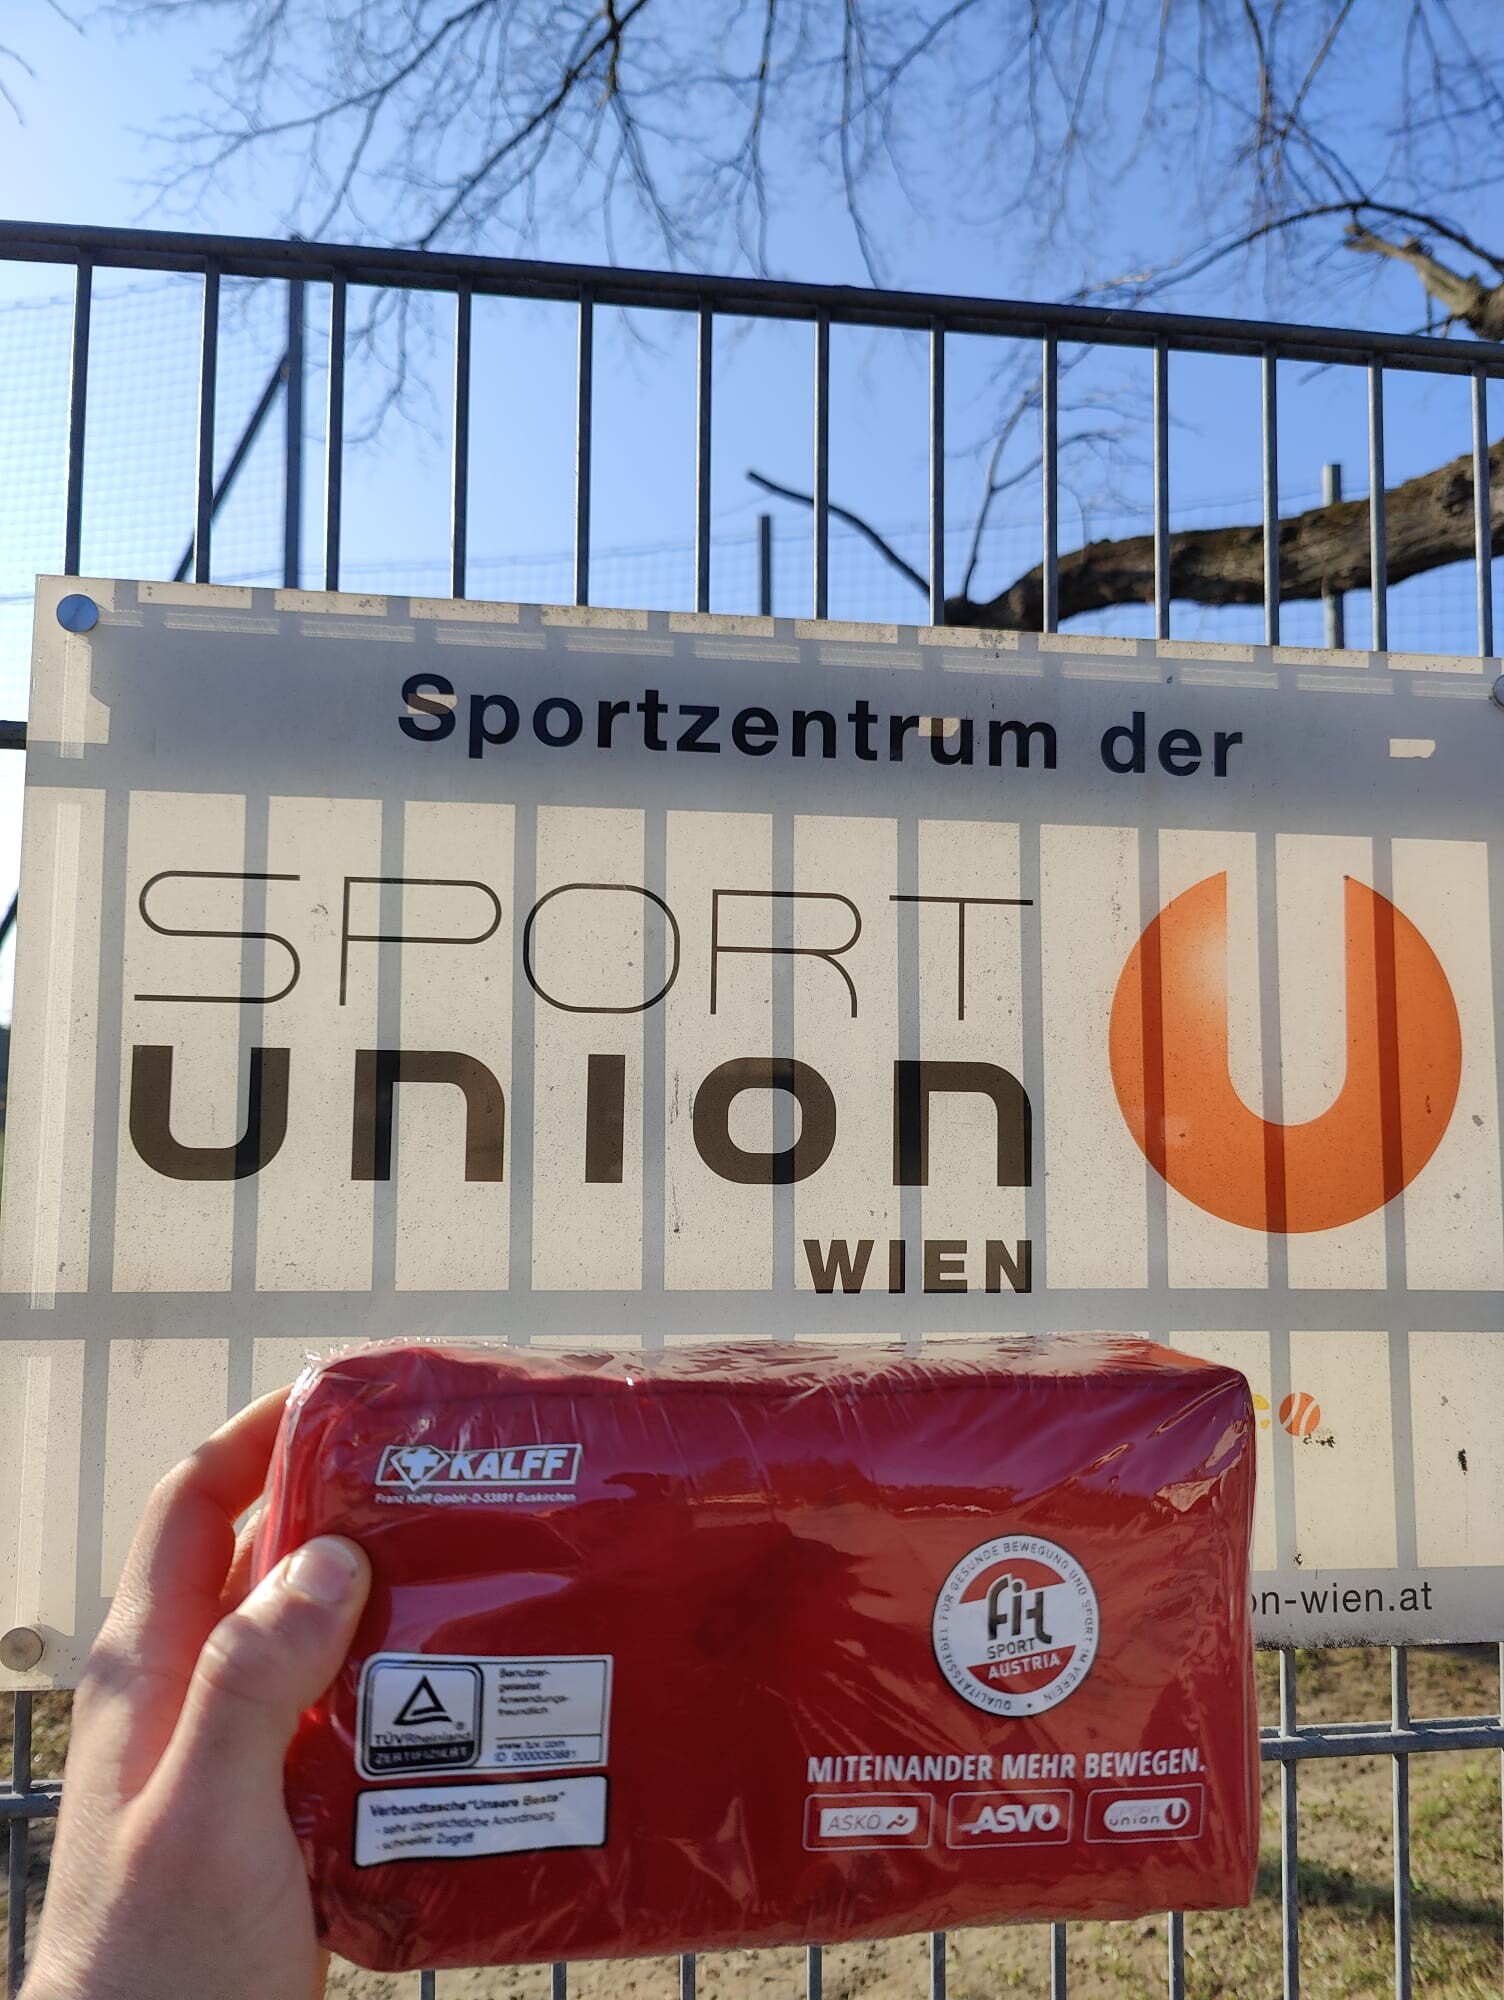 Sportzentrum der
SPORT
union
WIEN
on-wien.at
KALFF
Franz Kalff GmbH·D-53881 Euskirchen
QUALITÄTSSIEGEL FÜR GESUNDE BEWEGUNG UND SPORT IM VEREIN •
fit
SPORT
AUSTRIA
TÜVRheinland®
ZERTIFIZIERT
Benutzer-
getestet
Anwendungs-
freundlich
www.tuv.com
ID 0000053881
Verbandtasche "Unsere Beste"
- sehr übersichtliche Anordnung
- schneller Zugriff
MITEINANDER MEHR BEWEGEN.
ASKÖ
ASVÖ
SPORT
union